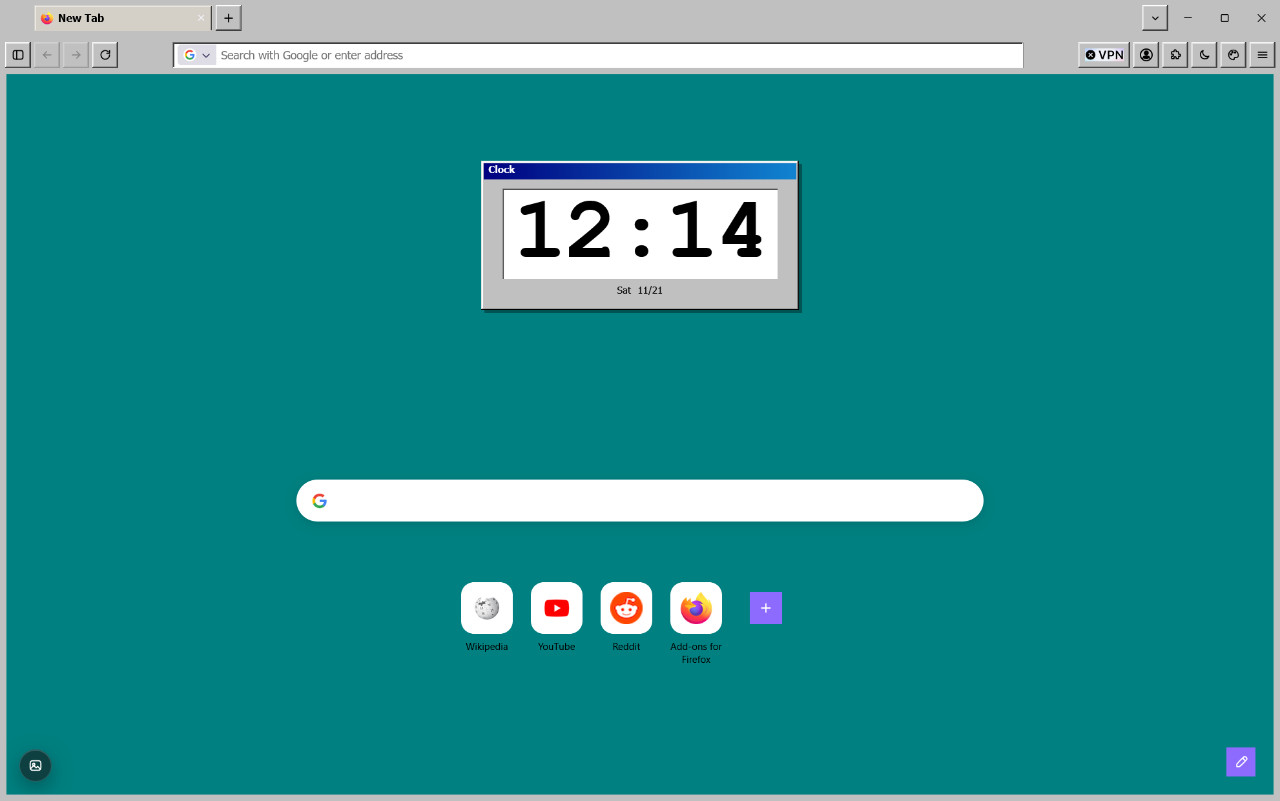 New Tab
Search with Google or enter address
VPN
Clock
12:14
Sat 11/21
Wikipedia
YouTube
Reddit
Add-ons for
Firefox